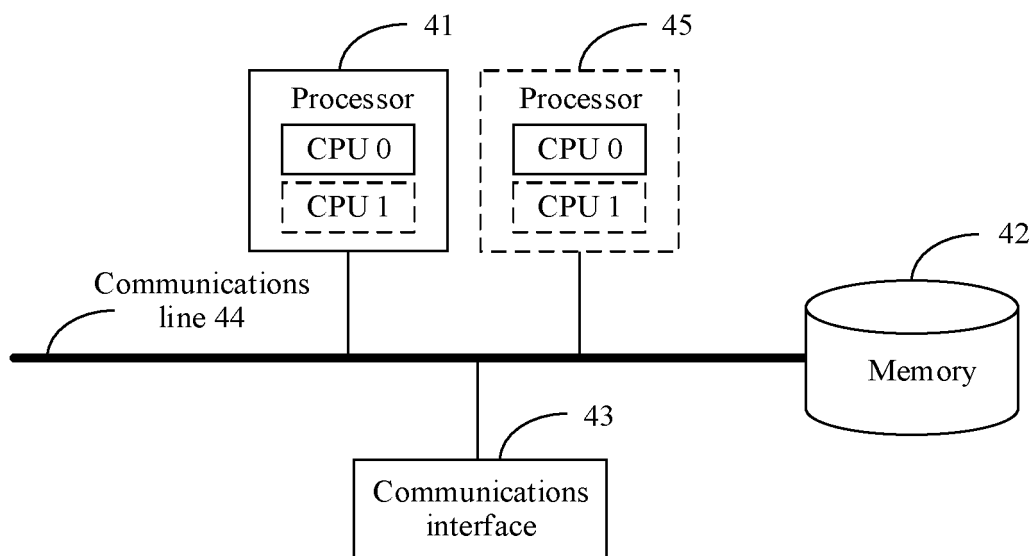 41
45
Processor
Processor
CPU 0
CPU 0
CPU 1
CPU 1
42
Communications
line 44
Memory
43
Communications
interface